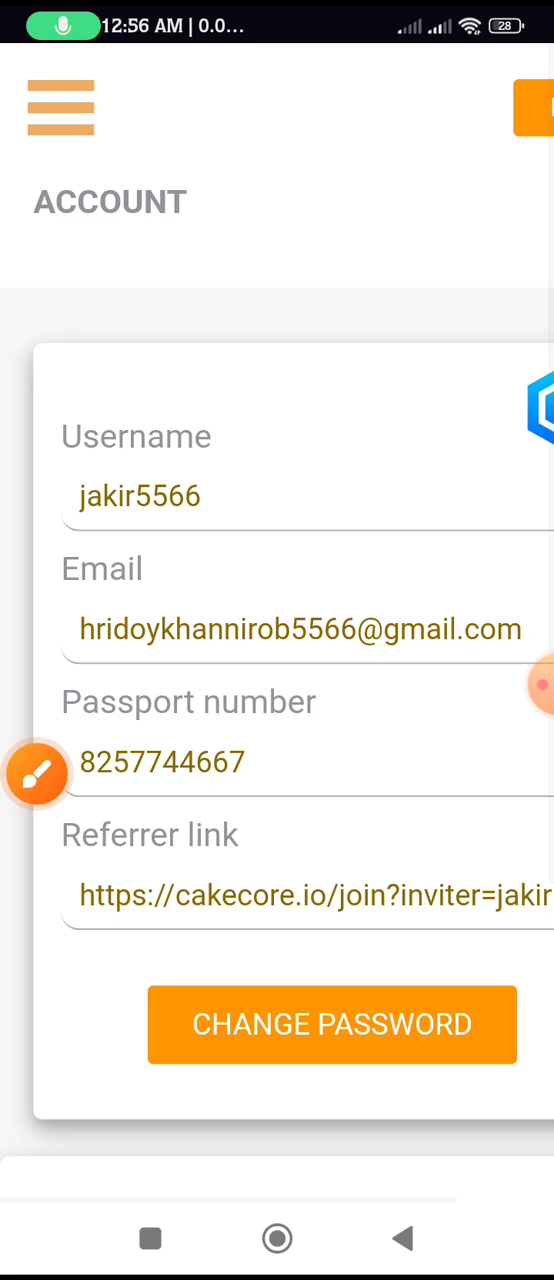 12:56 AM | 0.0...
28
ACCOUNT
Username
jakir5566
Email
hridoykhannirob5566@gmail.com
Passport number
8257744667
Referrer link
https://cakecore.io/join?inviter=jakir
CHANGE PASSWORD